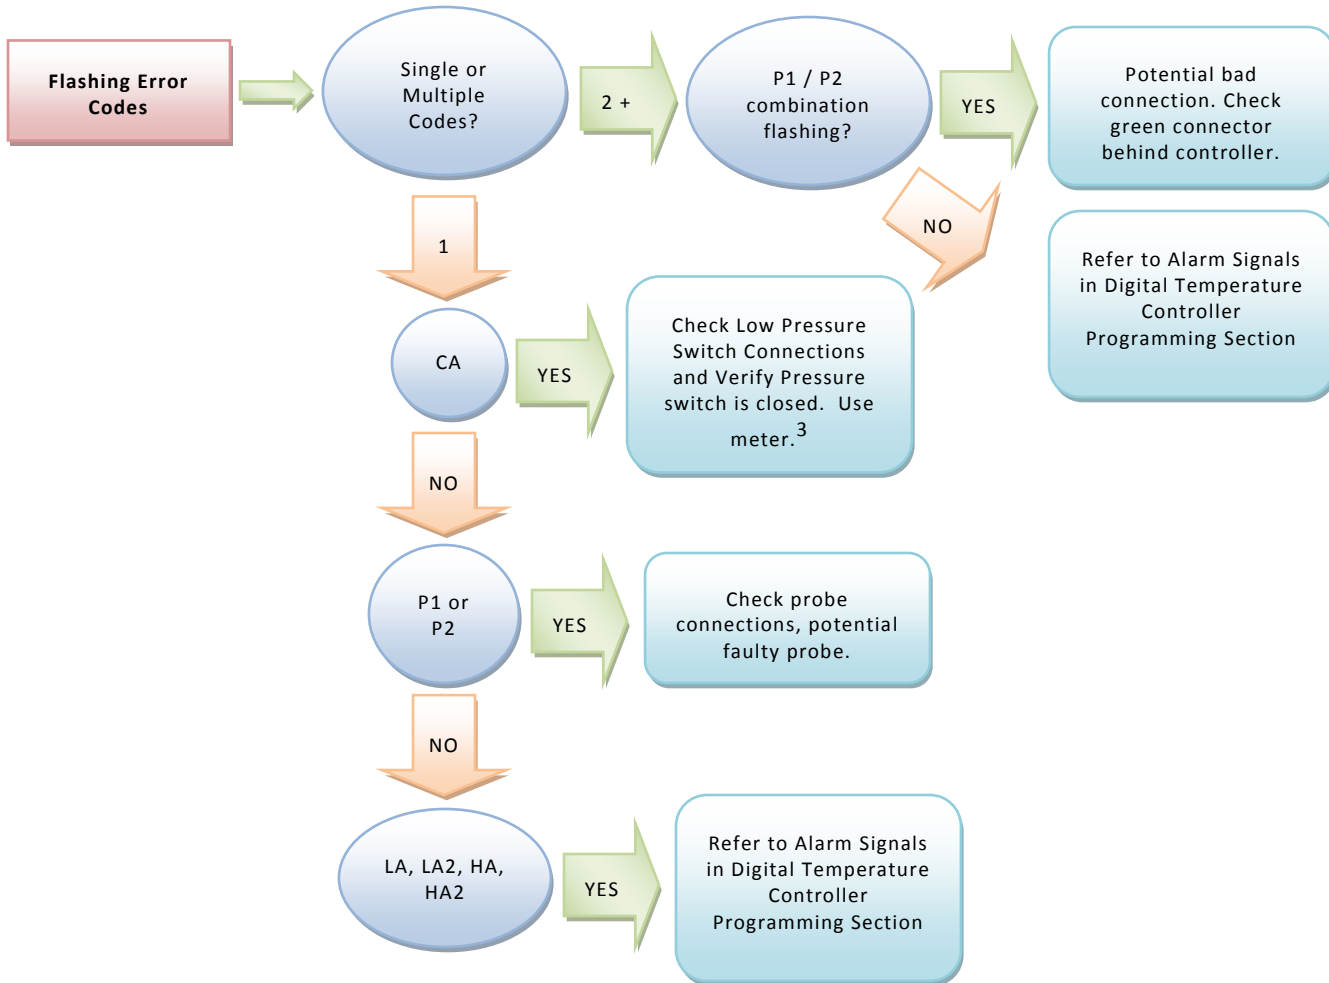 Flashing Error
Codes
Single or
Multiple
Codes?
2 +
P1 / P2
combination
flashing?
YES
Potential bad
connection. Check
green connector
behind controller.
NO
Refer to Alarm Signals
in Digital Temperature
Controller
Programming Section
1
CA
YES
Check Low Pressure
Switch Connections
and Verify Pressure
switch is closed.  Use
meter.3
NO
P1 or
P2
YES
Check probe
connections, potential
faulty probe.
NO
LA, LA2, HA,
HA2
YES
Refer to Alarm Signals
in Digital Temperature
Controller
Programming Section